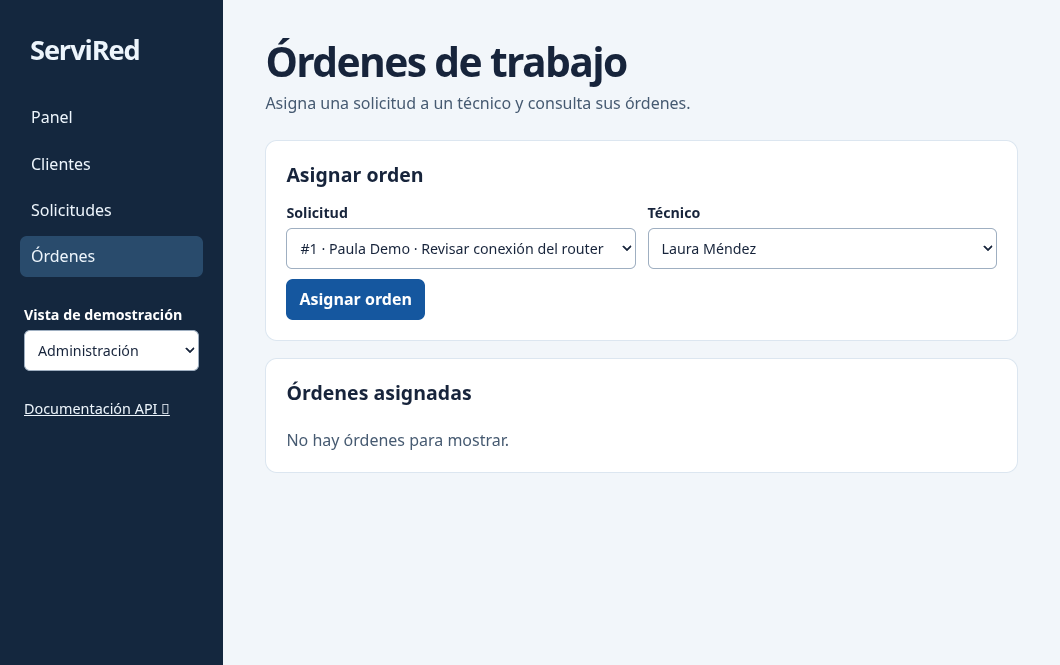 ServiRed
Panel
Clientes
Solicitudes
Órdenes
Vista de demostración
Administración
Documentación API
Órdenes de trabajo
Asigna una solicitud a un técnico y consulta sus órdenes.
Asignar orden
Solicitud
Técnico
#1 · Paula Demo · Revisar conexión del router
Laura Méndez
Asignar orden
Órdenes asignadas
No hay órdenes para mostrar.